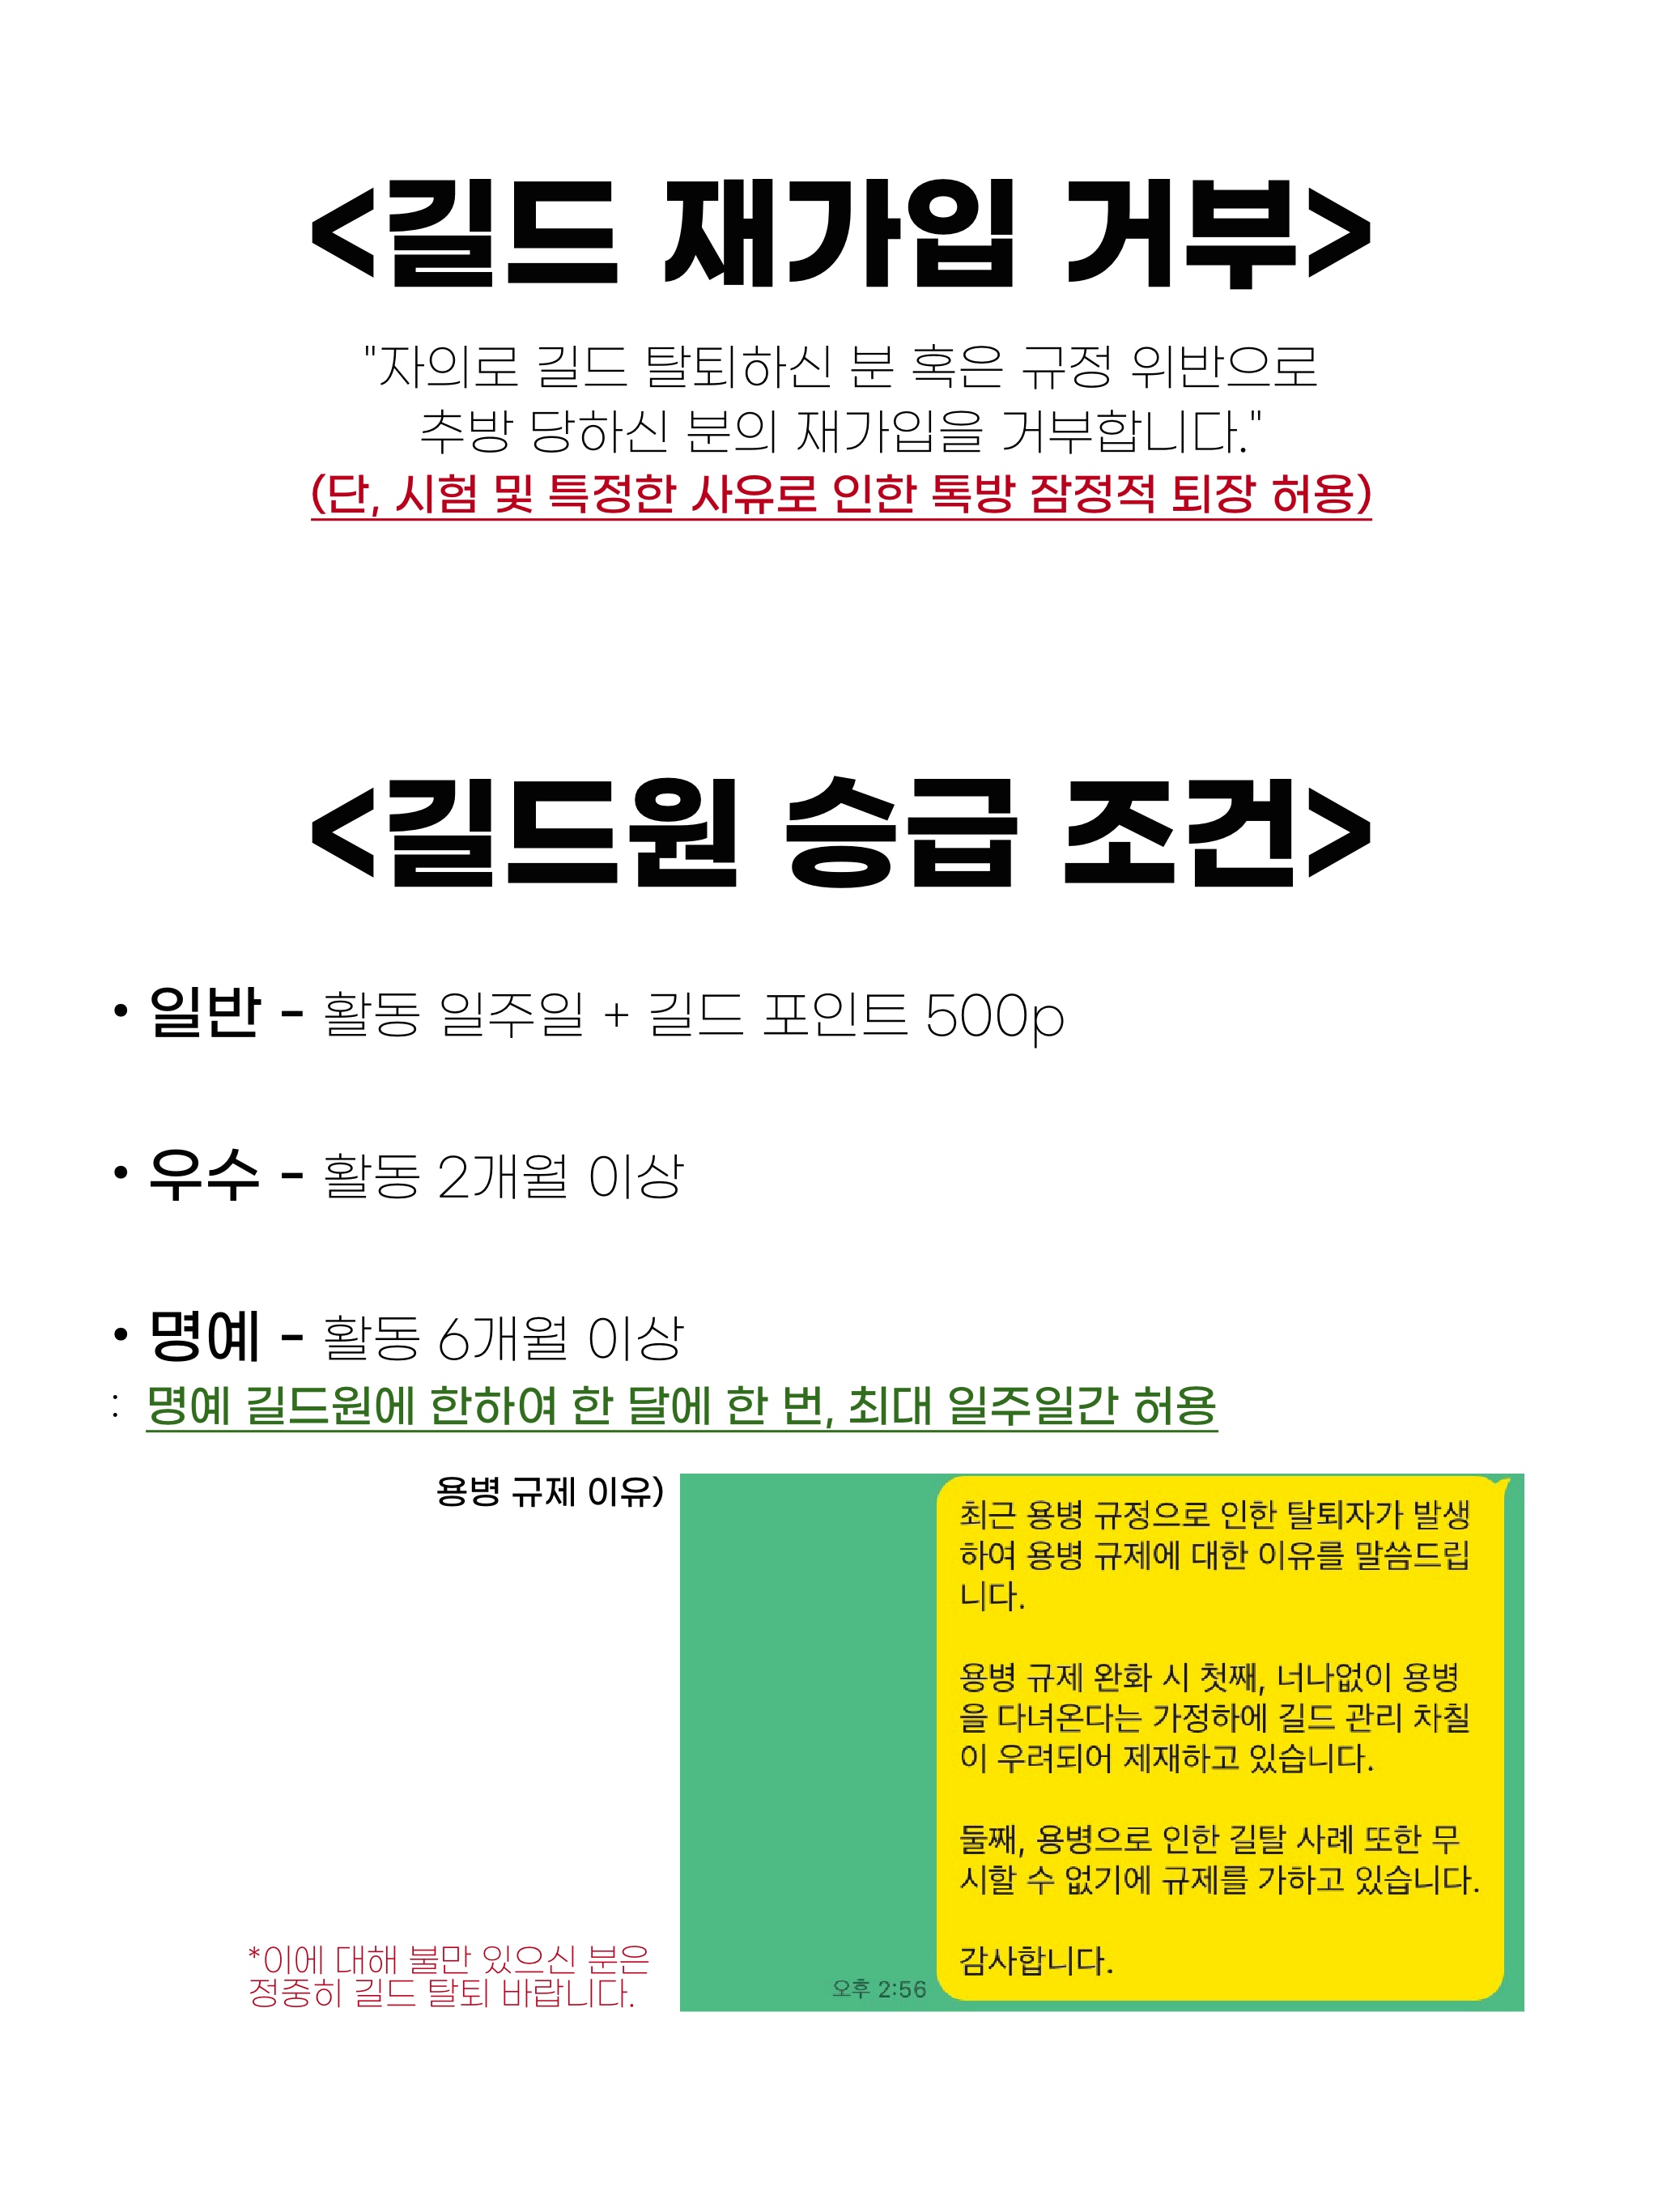 <길드 재가입 거부>
"자의로 길드 탈퇴하신 분 혹은 규정 위반으로
추방 당하신 분의 재가입을 거부합니다."
(단, 시험 및 특정한 사유로 인한 톡방 잠정적 퇴장 허용)
<길드원 승급 조건>
• 일반 - 활동 일주일 + 길드 포인트 500p
• 우수 - 활동 2개월 이상
• 명예 - 활동 6개월 이상
: 명예 길드원에 한하여 한 달에 한 번, 최대 일주일간 허용
용병 규제 이유)
최근 용병 규정으로 인한 탈퇴자가 발생
하여 용병 규제에 대한 이유를 말씀드립
니다.
용병 규제 완화 시 첫째, 너나없이 용병
을 다녀온다는 가정하에 길드 관리 차칠
이 우려되어 제재하고 있습니다.
둘째, 용병으로 인한 길탈 사례 또한 무
시할 수 없기에 규제를 가하고 있습니다.
감사합니다.
오후 2:56
*이에 대해 불만 있으신 분은
정중히 길드 탈퇴 바랍니다.